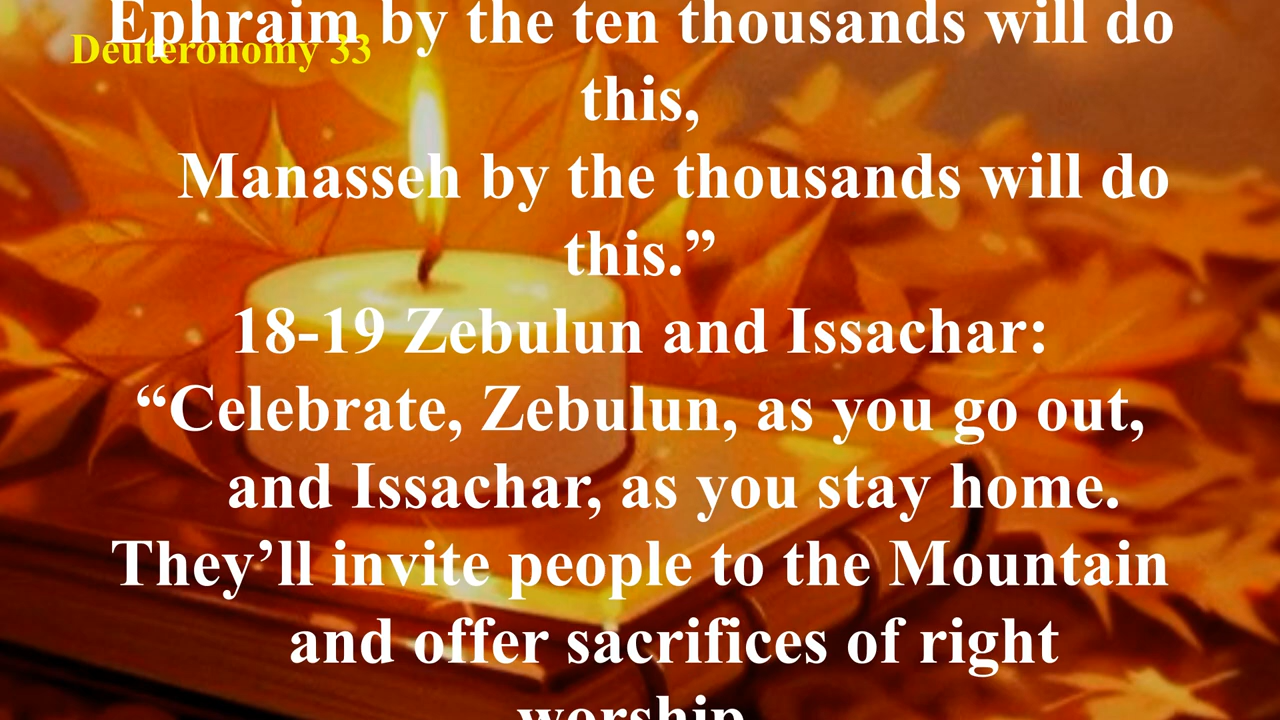 Ephraim by the ten thousands will do
Deuteronomy 33
this,
Manasseh by the thousands will do
this.”
18-19 Zebulun and Issachar:
“Celebrate, Zebulun, as you go out,
and Issachar, as you stay home.
They’ll invite people to the Mountain
and offer sacrifices of right
worship